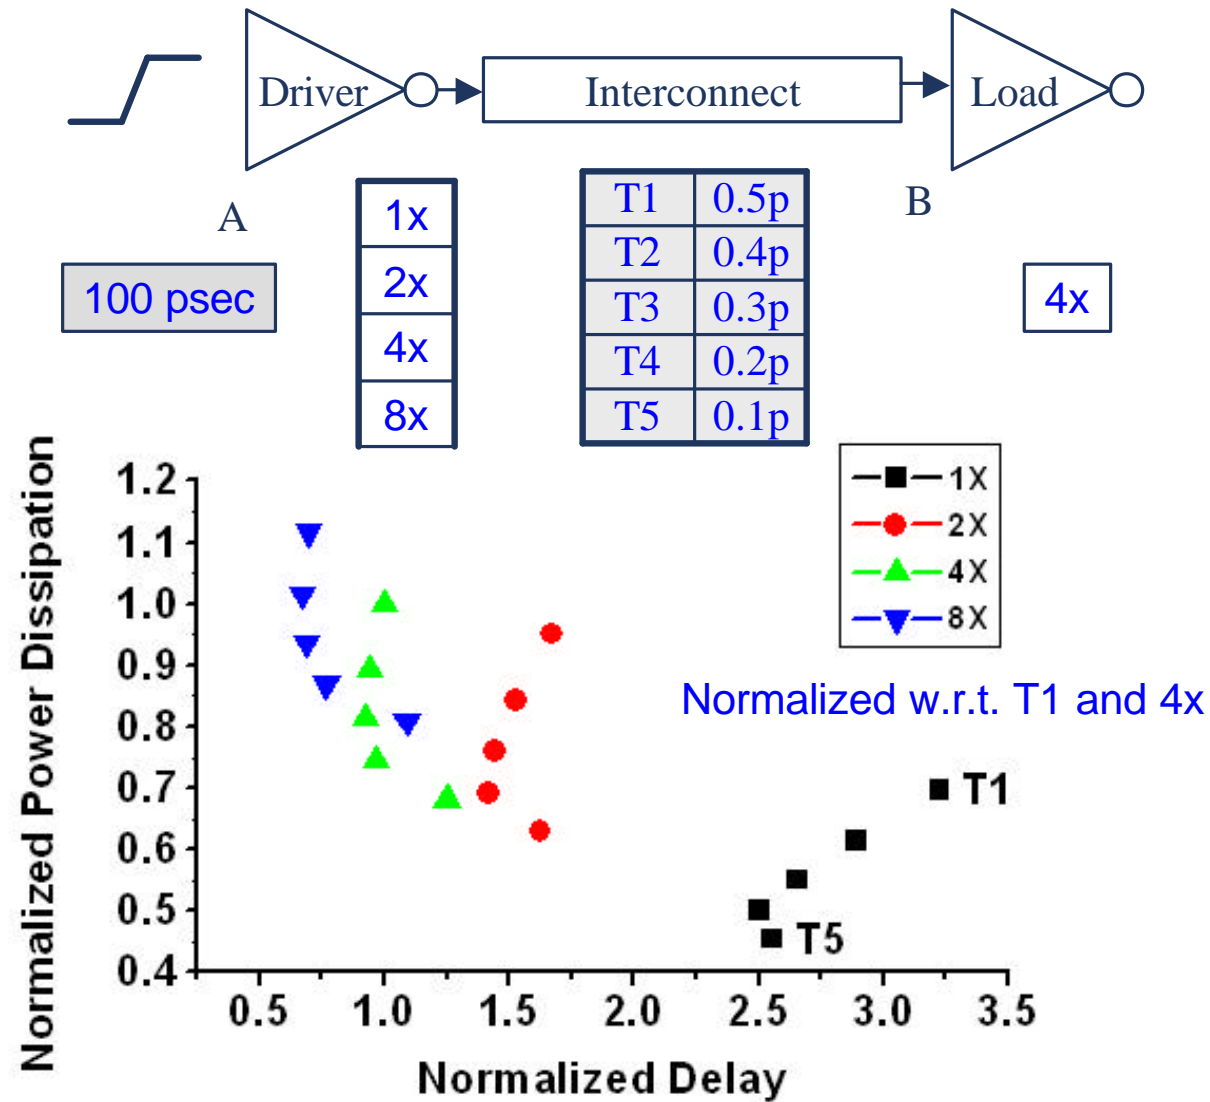 Driver
Interconnect
Load
A
B
100 psec
1x
2x
4x
8x
T1 0.5p
T2 0.4p
T3 0.3p
T4 0.2p
T5 0.1p
4x
Normalized Power Dissipation
1.2
1.1
1.0
0.9
0.8
0.7
0.6
0.5
0.4
1X
2X
4X
8X
Normalized w.r.t. T1 and 4x
T1
T5
0.5 1.0 1.5 2.0 2.5 3.0 3.5
Normalized Delay